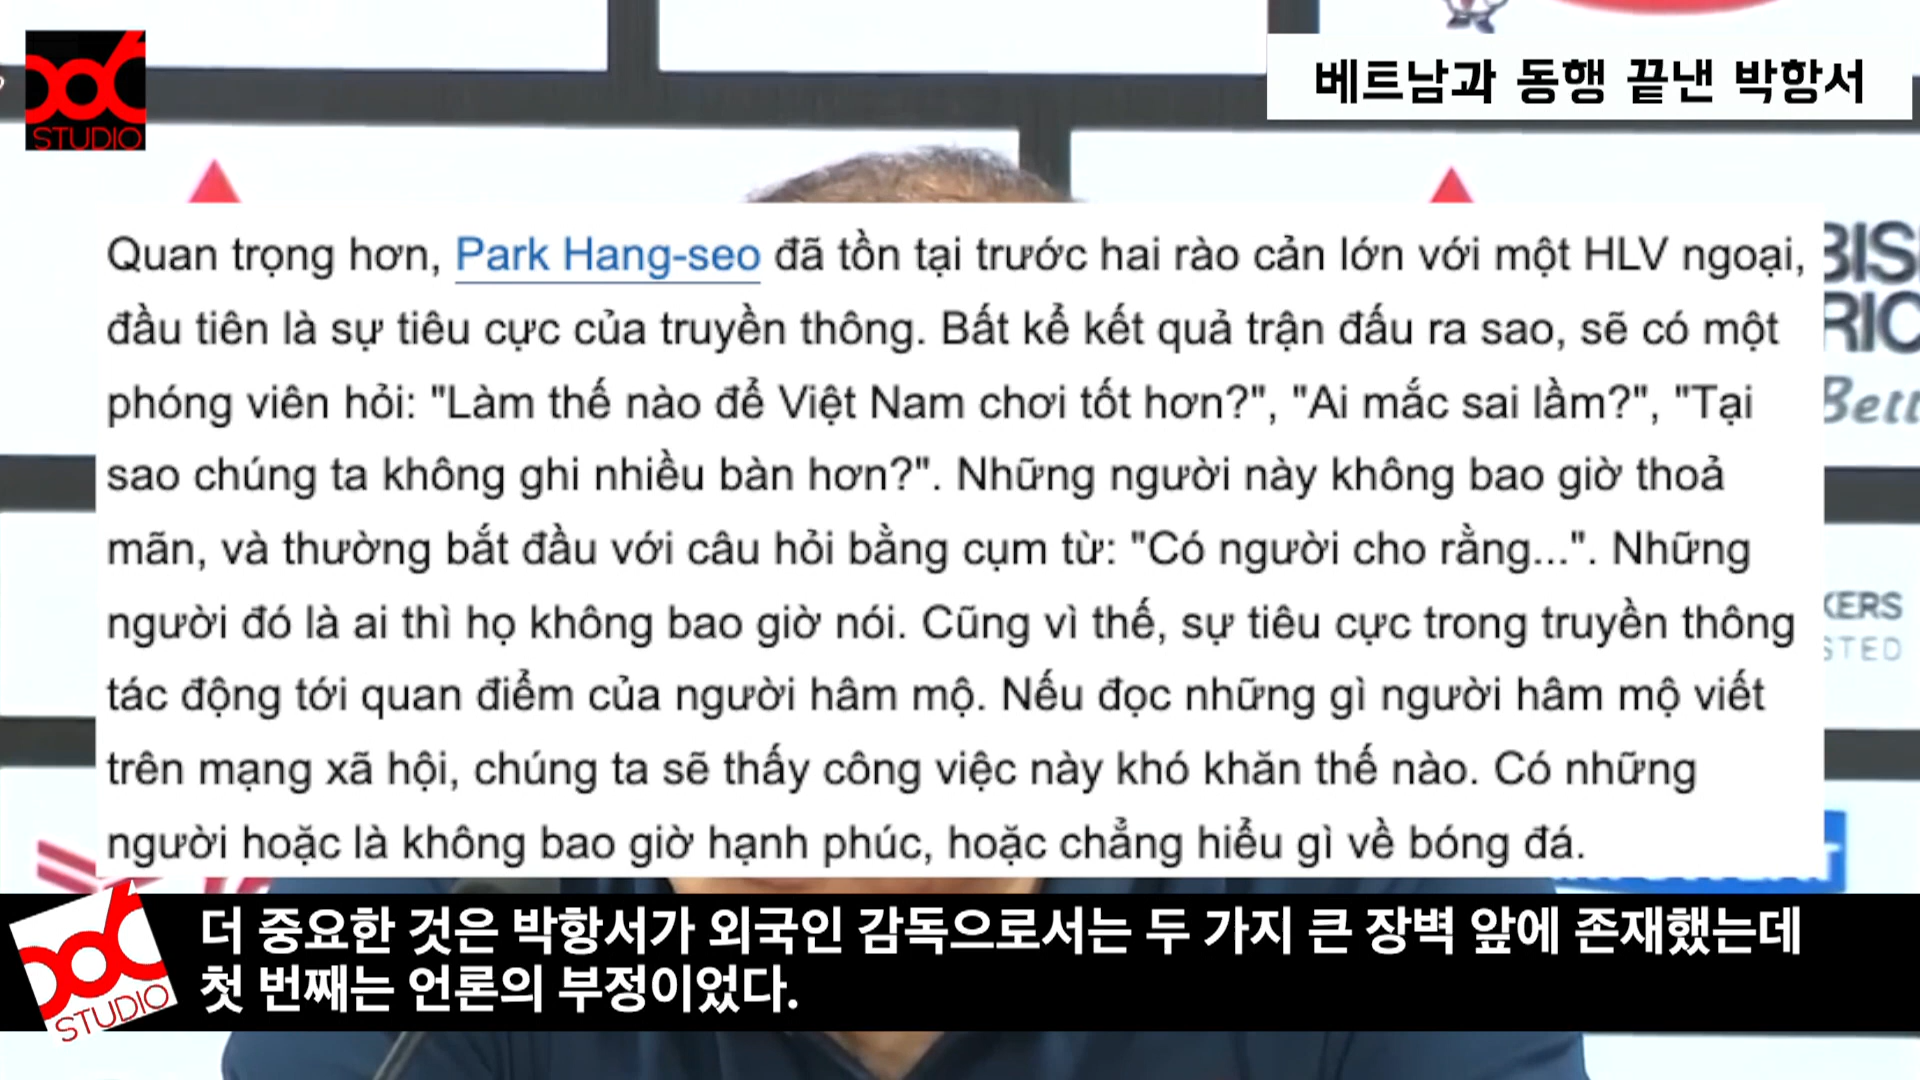 STUDIO
베트남과 동행 끝낸 박항서
Quan trọng hơn, Park Hang-seo đã tồn tại trước hai rào cản lớn với một HLV ngoại,
đầu tiên là sự tiêu cực của truyền thông. Bất kể kết quả trận đấu ra sao, sẽ có một
phóng viên hỏi: "Làm thế nào để Việt Nam chơi tốt hơn?", "Ai mắc sai lầm?", "Tại
sao chúng ta không ghi nhiều bàn hơn?". Những người này không bao giờ thoả
mãn, và thường bắt đầu với câu hỏi bằng cụm từ: "Có người cho rằng...". Những
người đó là ai thì họ không bao giờ nói. Cũng vì thế, sự tiêu cực trong truyền thông
tác động tới quan điểm của người hâm mộ. Nếu đọc những gì người hâm mộ viết
trên mạng xã hội, chúng ta sẽ thấy công việc này khó khăn thế nào. Có những
người hoặc là không bao giờ hạnh phúc, hoặc chẳng hiểu gì về bóng đá.
더 중요한 것은 박항서가 외국인 감독으로서는 두 가지 큰 장벽 앞에 존재했는데
첫 번째는 언론의 부정이었다.
STUDIO